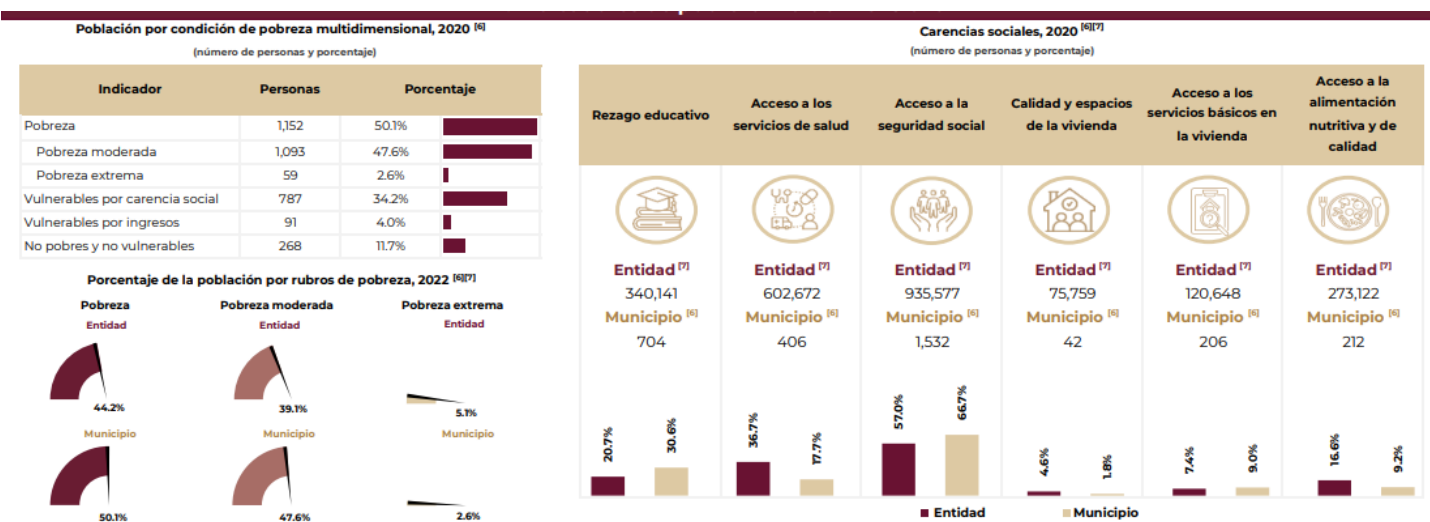 Población por condición de pobreza multidimensional, 2020 [6]
(número de personas y porcentaje)
Indicador Personas Porcentaje
Pobreza 1,152 50.1%
Pobreza moderada 1,093 47.6%
Pobreza extrema 59 2.6%
Vulnerables por carencia social 787 34.2%
Vulnerables por ingresos 91 4.0%
No pobres y no vulnerables 268 11.7%
Porcentaje de la población por rubros de pobreza, 2022 [6][7]
Pobreza Pobreza moderada Pobreza extrema
Entidad Entidad Entidad
44.2% 39.1% 5.1%
Municipio Municipio Municipio
50.1% 47.6% 2.6%
Carencias sociales, 2020 [6][7]
(número de personas y porcentaje)
Rezago educativo
Acceso a los
servicios de salud
Acceso a la
seguridad social
Calidad y espacios
de la vivienda
Acceso a los
servicios básicos en
la vivienda
Acceso a la
alimentación
nutritiva y de
calidad
Entidad [7] Entidad [7] Entidad [7] Entidad [7] Entidad [7] Entidad [7]
340,141 602,672 935,577 75,759 120,648 273,122
Municipio [6] Municipio [6] Municipio [6] Municipio [6] Municipio [6] Municipio [6]
704 406 1,532 42 206 212
20.7% 30.6% 36.7% 17.7% 57.0% 66.7% 4.6% 1.8% 7.4% 9.0% 16.6% 9.2%
Entidad Municipio